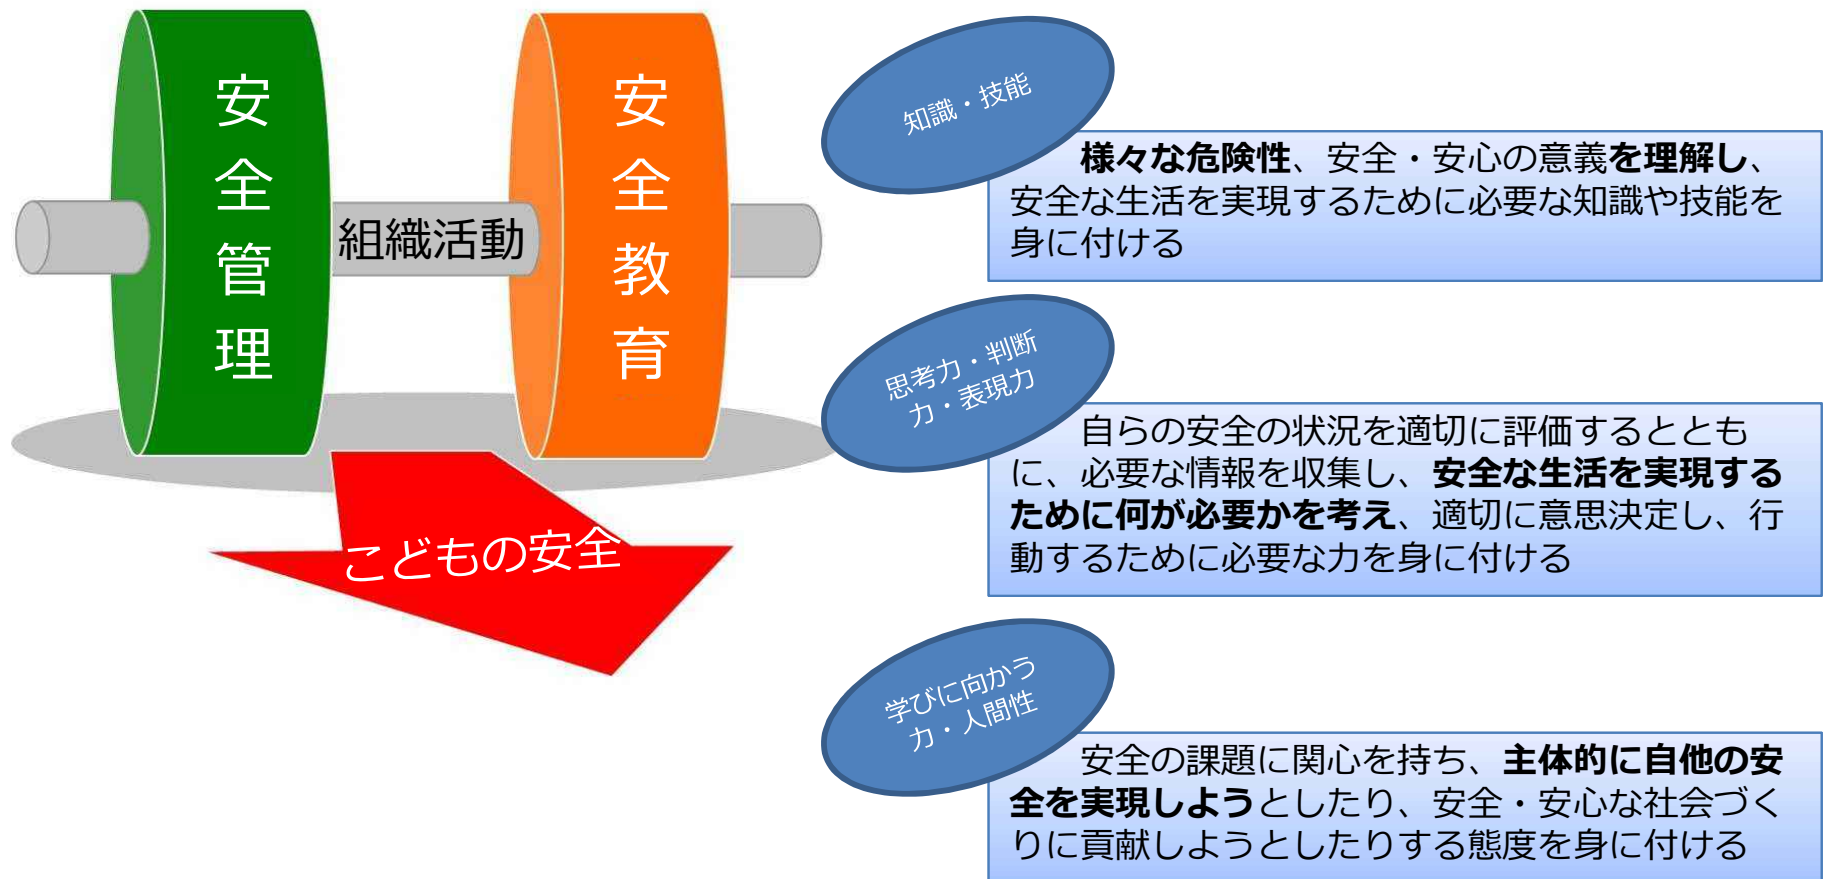 安全管理
組織活動
安全教育
こどもの安全
知識・技能
様々な危険性、安全・安心の意義を理解し、
安全な生活を実現するために必要な知識や技能を
身に付ける
思考力・判断
力・表現力
自らの安全の状況を適切に評価するととも
に、必要な情報を収集し、安全な生活を実現する
ために何が必要かを考え、適切に意思決定し、行
動するために必要な力を身に付ける
学びに向かう
力・人間性
安全の課題に関心を持ち、主体的に自他の安
全を実現しようとしたり、安全・安心な社会づく
りに貢献しようとしたりする態度を身に付ける